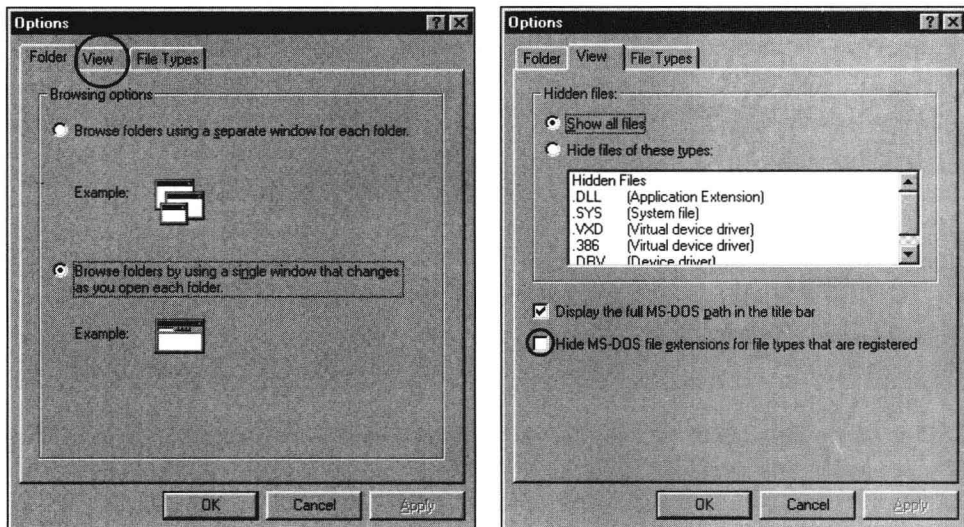 Options
Folder View File Types
Browsing options
Browse folders using a separate window for each folder.
Example:
Browse folders by using a single window that changes
as you open each folder.
Example:
OK Cancel Apply
Options
Folder View File Types
Hidden files:
Show all files
Hide files of these types:
Hidden Files
.DLL (Application Extension)
.SYS (System file)
.VXD (Virtual device driver)
.386 (Virtual device driver)
.DRV (Device driver)
Display the full MS-DOS path in the title bar
Hide MS-DOS file extensions for file types that are registered
OK Cancel Apply